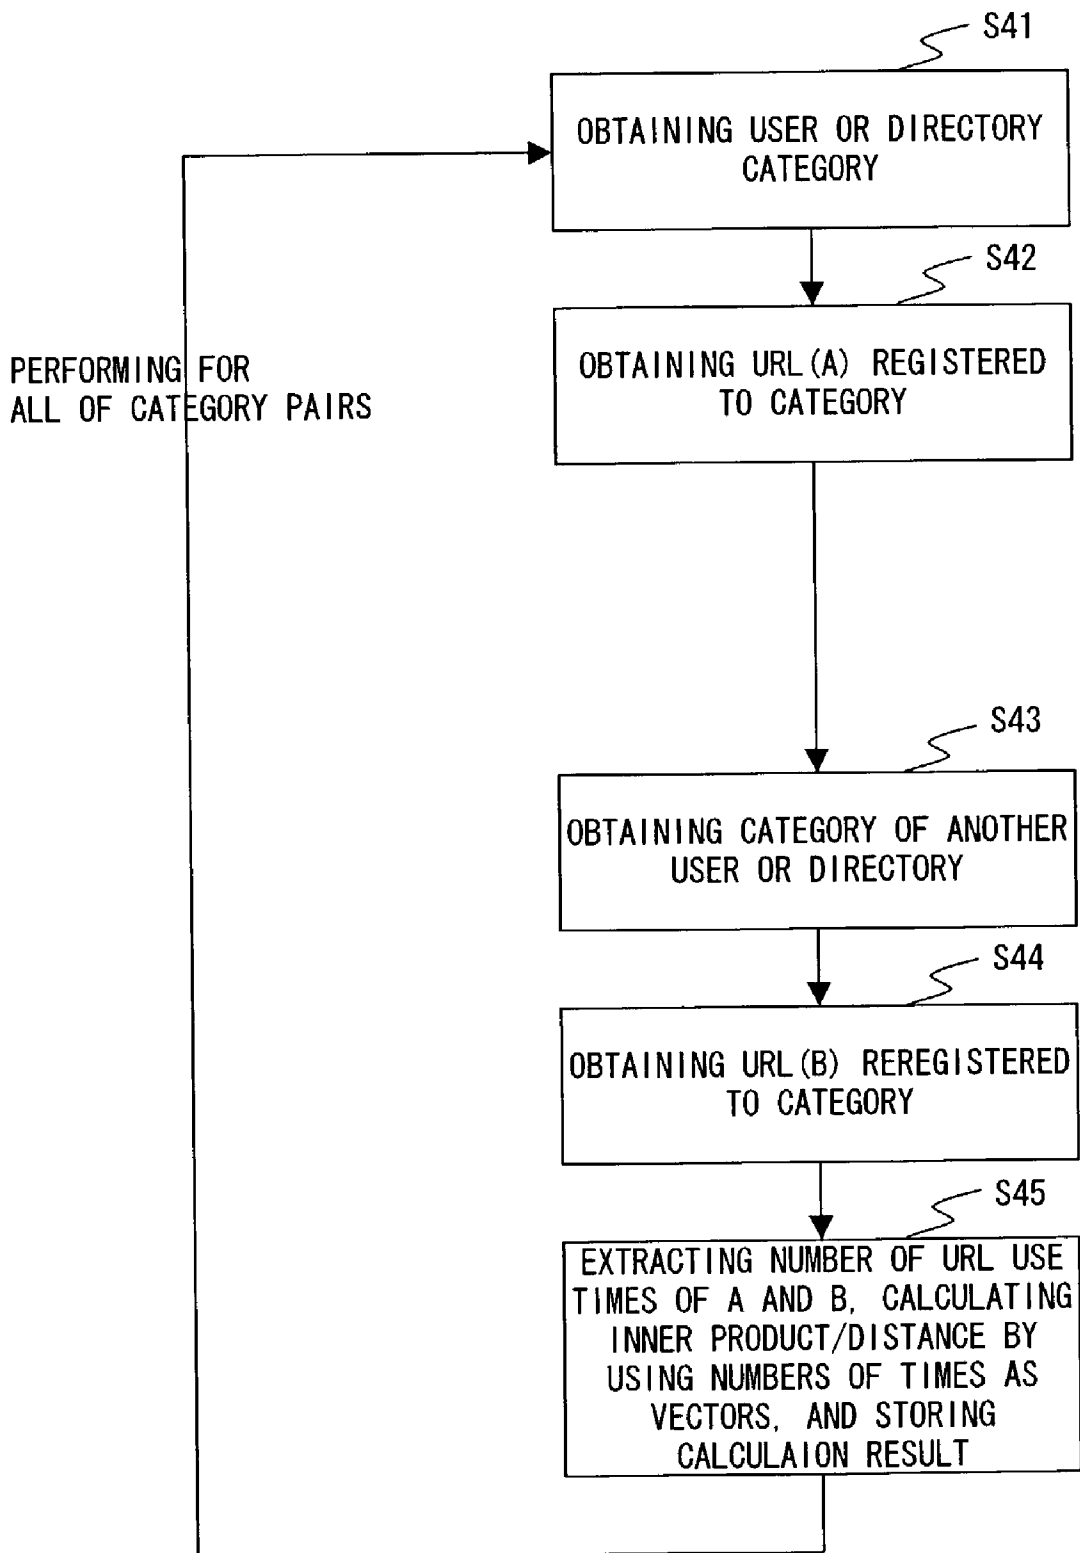 S41
OBTAINING USER OR DIRECTORY
CATEGORY
S42
OBTAINING URL(A) REGISTERED
TO CATEGORY
PERFORMING FOR
ALL OF CATEGORY PAIRS
S43
OBTAINING CATEGORY OF ANOTHER
USER OR DIRECTORY
S44
OBTAINING URL(B) REREGISTERED
TO CATEGORY
S45
EXTRACTING NUMBER OF URL USE
TIMES OF A AND B, CALCULATING
INNER PRODUCT/DISTANCE BY
USING NUMBERS OF TIMES AS
VECTORS, AND STORING
CALCULAION RESULT